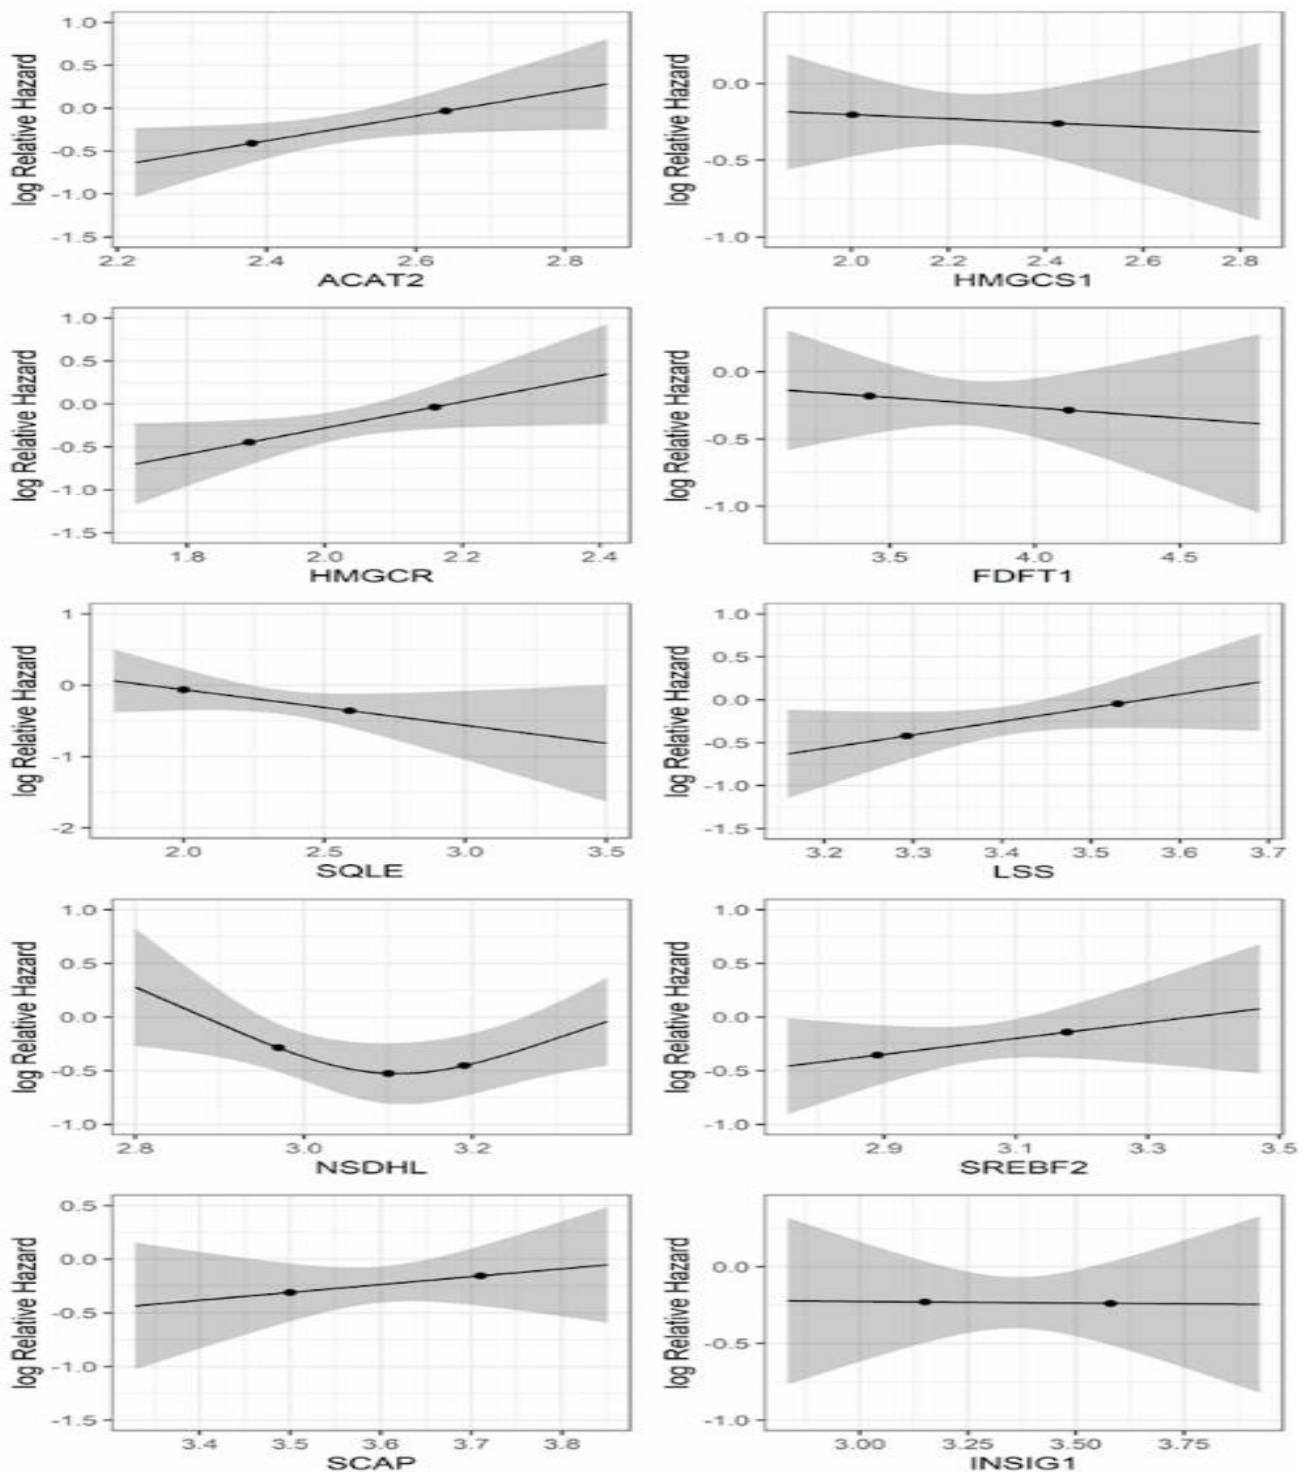 1.0
0.5
0.0
-0.5
-1.0
-1.5
log Relative Hazard
2.2 2.4 2.6 2.8
ACAT2
0.0
-0.5
-1.0
log Relative Hazard
2.0 2.2 2.4 2.6 2.8
HMGCS1
1.0
0.5
0.0
-0.5
-1.0
-1.5
log Relative Hazard
1.8 2.0 2.2 2.4
HMGCR
0.0
-0.5
-1.0
log Relative Hazard
3.5 4.0 4.5
FDFT1
1
0
-1
-2
log Relative Hazard
2.0 2.5 3.0 3.5
SQLE
1.0
0.5
0.0
-0.5
-1.0
-1.5
log Relative Hazard
3.2 3.3 3.4 3.5 3.6 3.7
LSS
1.0
0.5
0.0
-0.5
-1.0
log Relative Hazard
2.8 3.0 3.2
NSDHL
1.0
0.5
0.0
-0.5
-1.0
log Relative Hazard
2.9 3.1 3.3 3.5
SREBF2
0.5
0.0
-0.5
-1.0
-1.5
log Relative Hazard
3.4 3.5 3.6 3.7 3.8
SCAP
0.0
-0.5
-1.0
log Relative Hazard
3.00 3.25 3.50 3.75
INSIG1